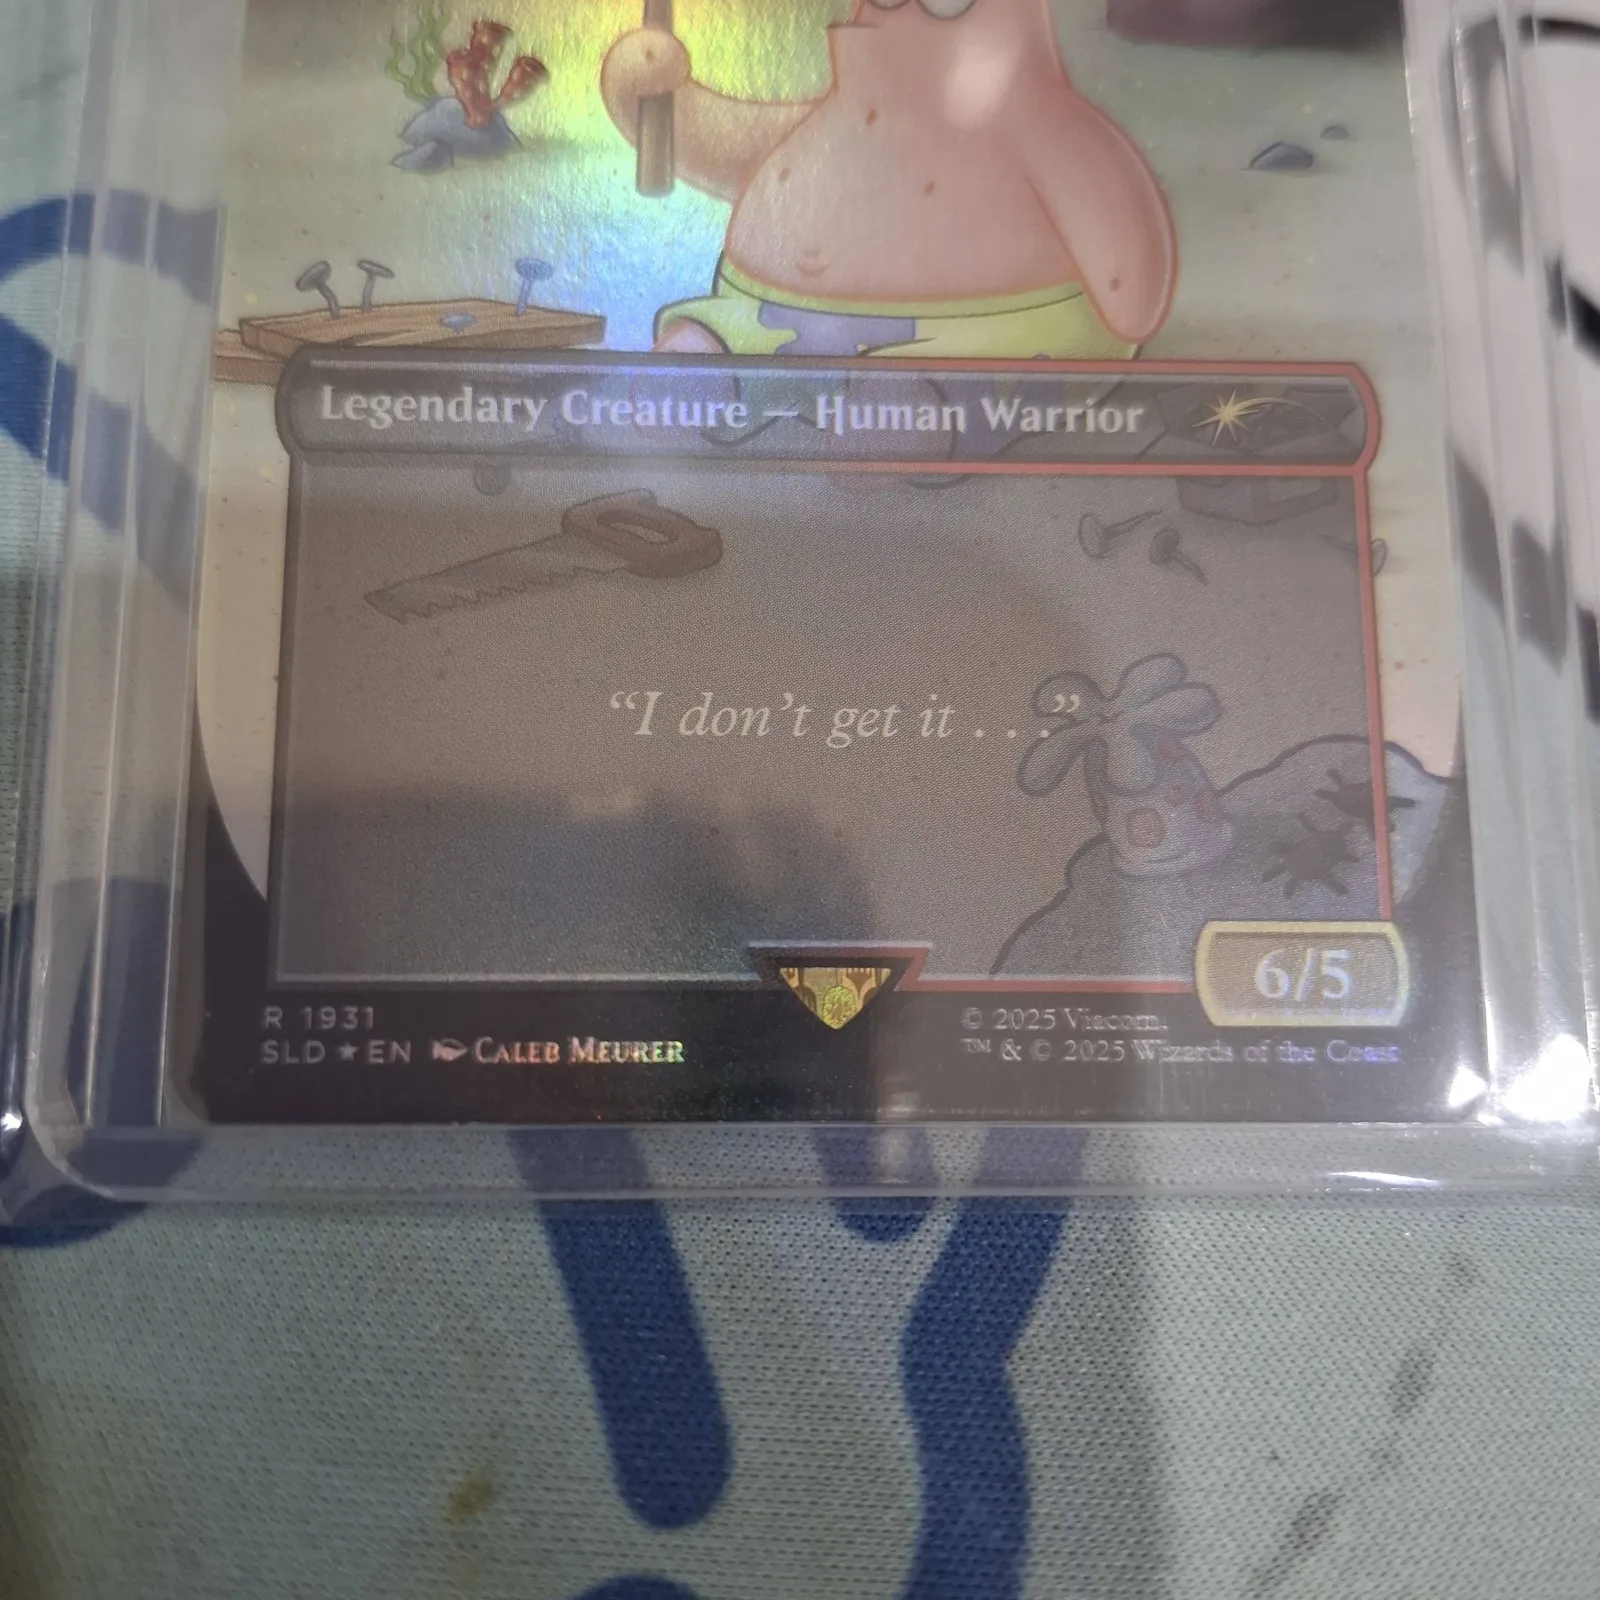 Legendary Creature — Human Warrior
“I don’t get it . . .”
6/5
R 1931
SLD ★ EN CALEB MEURER
© 2025 Viacom.
™ & © 2025 Wizards of the Coast